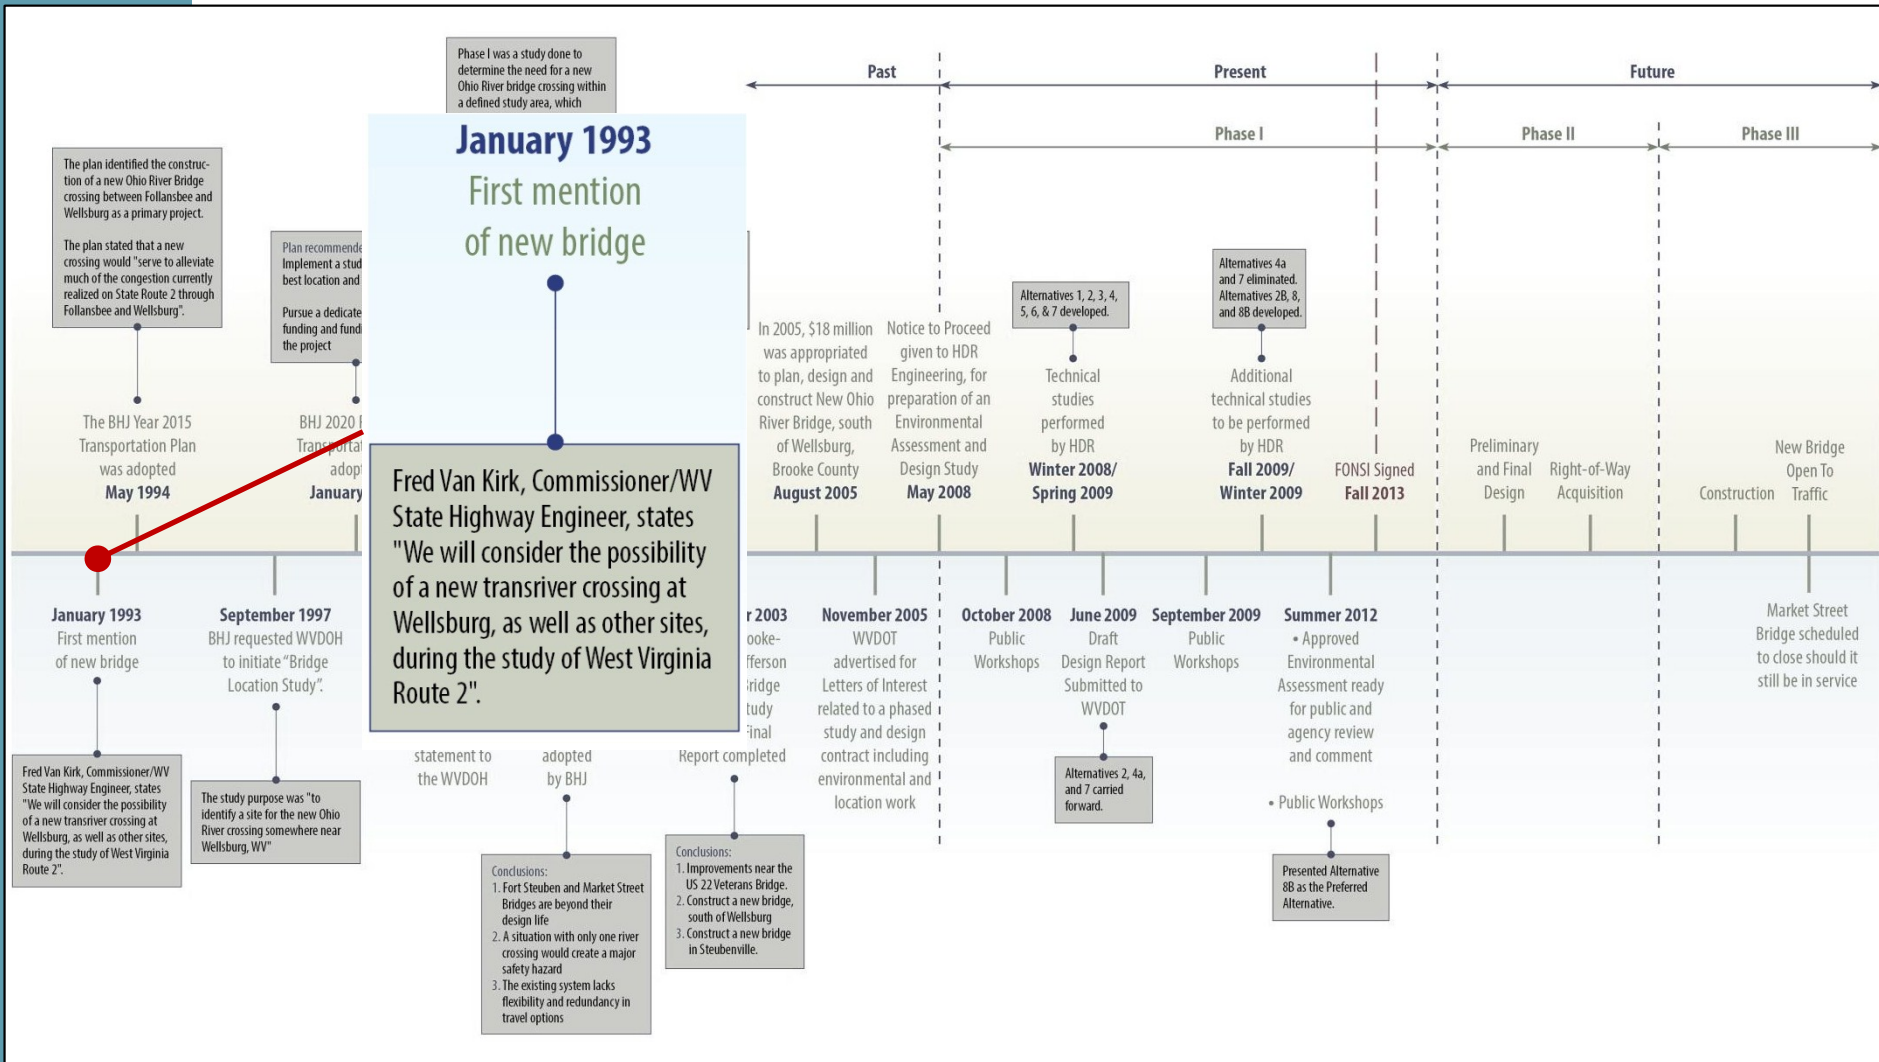 Past
Present
Future
Phase I
Phase II
Phase III
Phase I was a study done to
determine the need for a new
Ohio River bridge crossing within
a defined study area, which
January 1993
First mention
of new bridge
Fred Van Kirk, Commissioner/WV
State Highway Engineer, states
"We will consider the possibility
of a new transriver crossing at
Wellsburg, as well as other sites,
during the study of West Virginia
Route 2".
The plan identified the construc-
tion of a new Ohio River Bridge
crossing between Follansbee and
Wellsburg as a primary project.
The plan stated that a new
crossing would "serve to alleviate
much of the congestion currently
realized on State Route 2 through
Follansbee and Wellsburg".
The BHJ Year 2015
Transportation Plan
was adopted
May 1994
Plan recommende
Implement a stud
best location and
Pursue a dedicate
funding and fundi
the project
BHJ 2020
Transportat
adopt
January
In 2005, $18 million
was appropriated
to plan, design and
construct New Ohio
River Bridge, south
of Wellsburg,
Brooke County
August 2005
Notice to Proceed
given to HDR
Engineering, for
preparation of an
Environmental
Assessment and
Design Study
May 2008
Alternatives 1, 2, 3, 4,
5, 6, & 7 developed.
Technical
studies
performed
by HDR
Winter 2008/
Spring 2009
Alternatives 4a
and 7 eliminated.
Alternatives 2B, 8,
and 8B developed.
Additional
technical studies
to be performed
by HDR
Fall 2009/
Winter 2009
FONSI Signed
Fall 2013
Preliminary
and Final
Design
Right-of-Way
Acquisition
Construction
New Bridge
Open To
Traffic
January 1993
First mention
of new bridge
Fred Van Kirk, Commissioner/WV
State Highway Engineer, states
"We will consider the possibility
of a new transriver crossing at
Wellsburg, as well as other sites,
during the study of West Virginia
Route 2".
September 1997
BHJ requested WVDOH
to initiate “Bridge
Location Study”.
The study purpose was "to
identify a site for the new Ohio
River crossing somewhere near
Wellsburg, WV"
statement to
the WVDOH
adopted
by BHJ
Conclusions:
1. Fort Steuben and Market Street
Bridges are beyond their
design life
2. A situation with only one river
crossing would create a major
safety hazard
3. The existing system lacks
flexibility and redundancy in
travel options
r 2003
ooke-
fferson
Bridge
tudy
Final
Report completed
Conclusions:
1. Improvements near the
US 22 Veterans Bridge.
2. Construct a new bridge,
south of Wellsburg
3. Construct a new bridge
in Steubenville.
November 2005
WVDOT
advertised for
Letters of Interest
related to a phased
study and design
contract including
environmental and
location work
October 2008
Public
Workshops
June 2009
Draft
Design Report
Submitted to
WVDOT
Alternatives 2, 4a,
and 7 carried
forward.
September 2009
Public
Workshops
Summer 2012
• Approved
Environmental
Assessment ready
for public and
agency review
and comment
• Public Workshops
Presented Alternative
8B as the Preferred
Alternative.
Market Street
Bridge scheduled
to close should it
still be in service